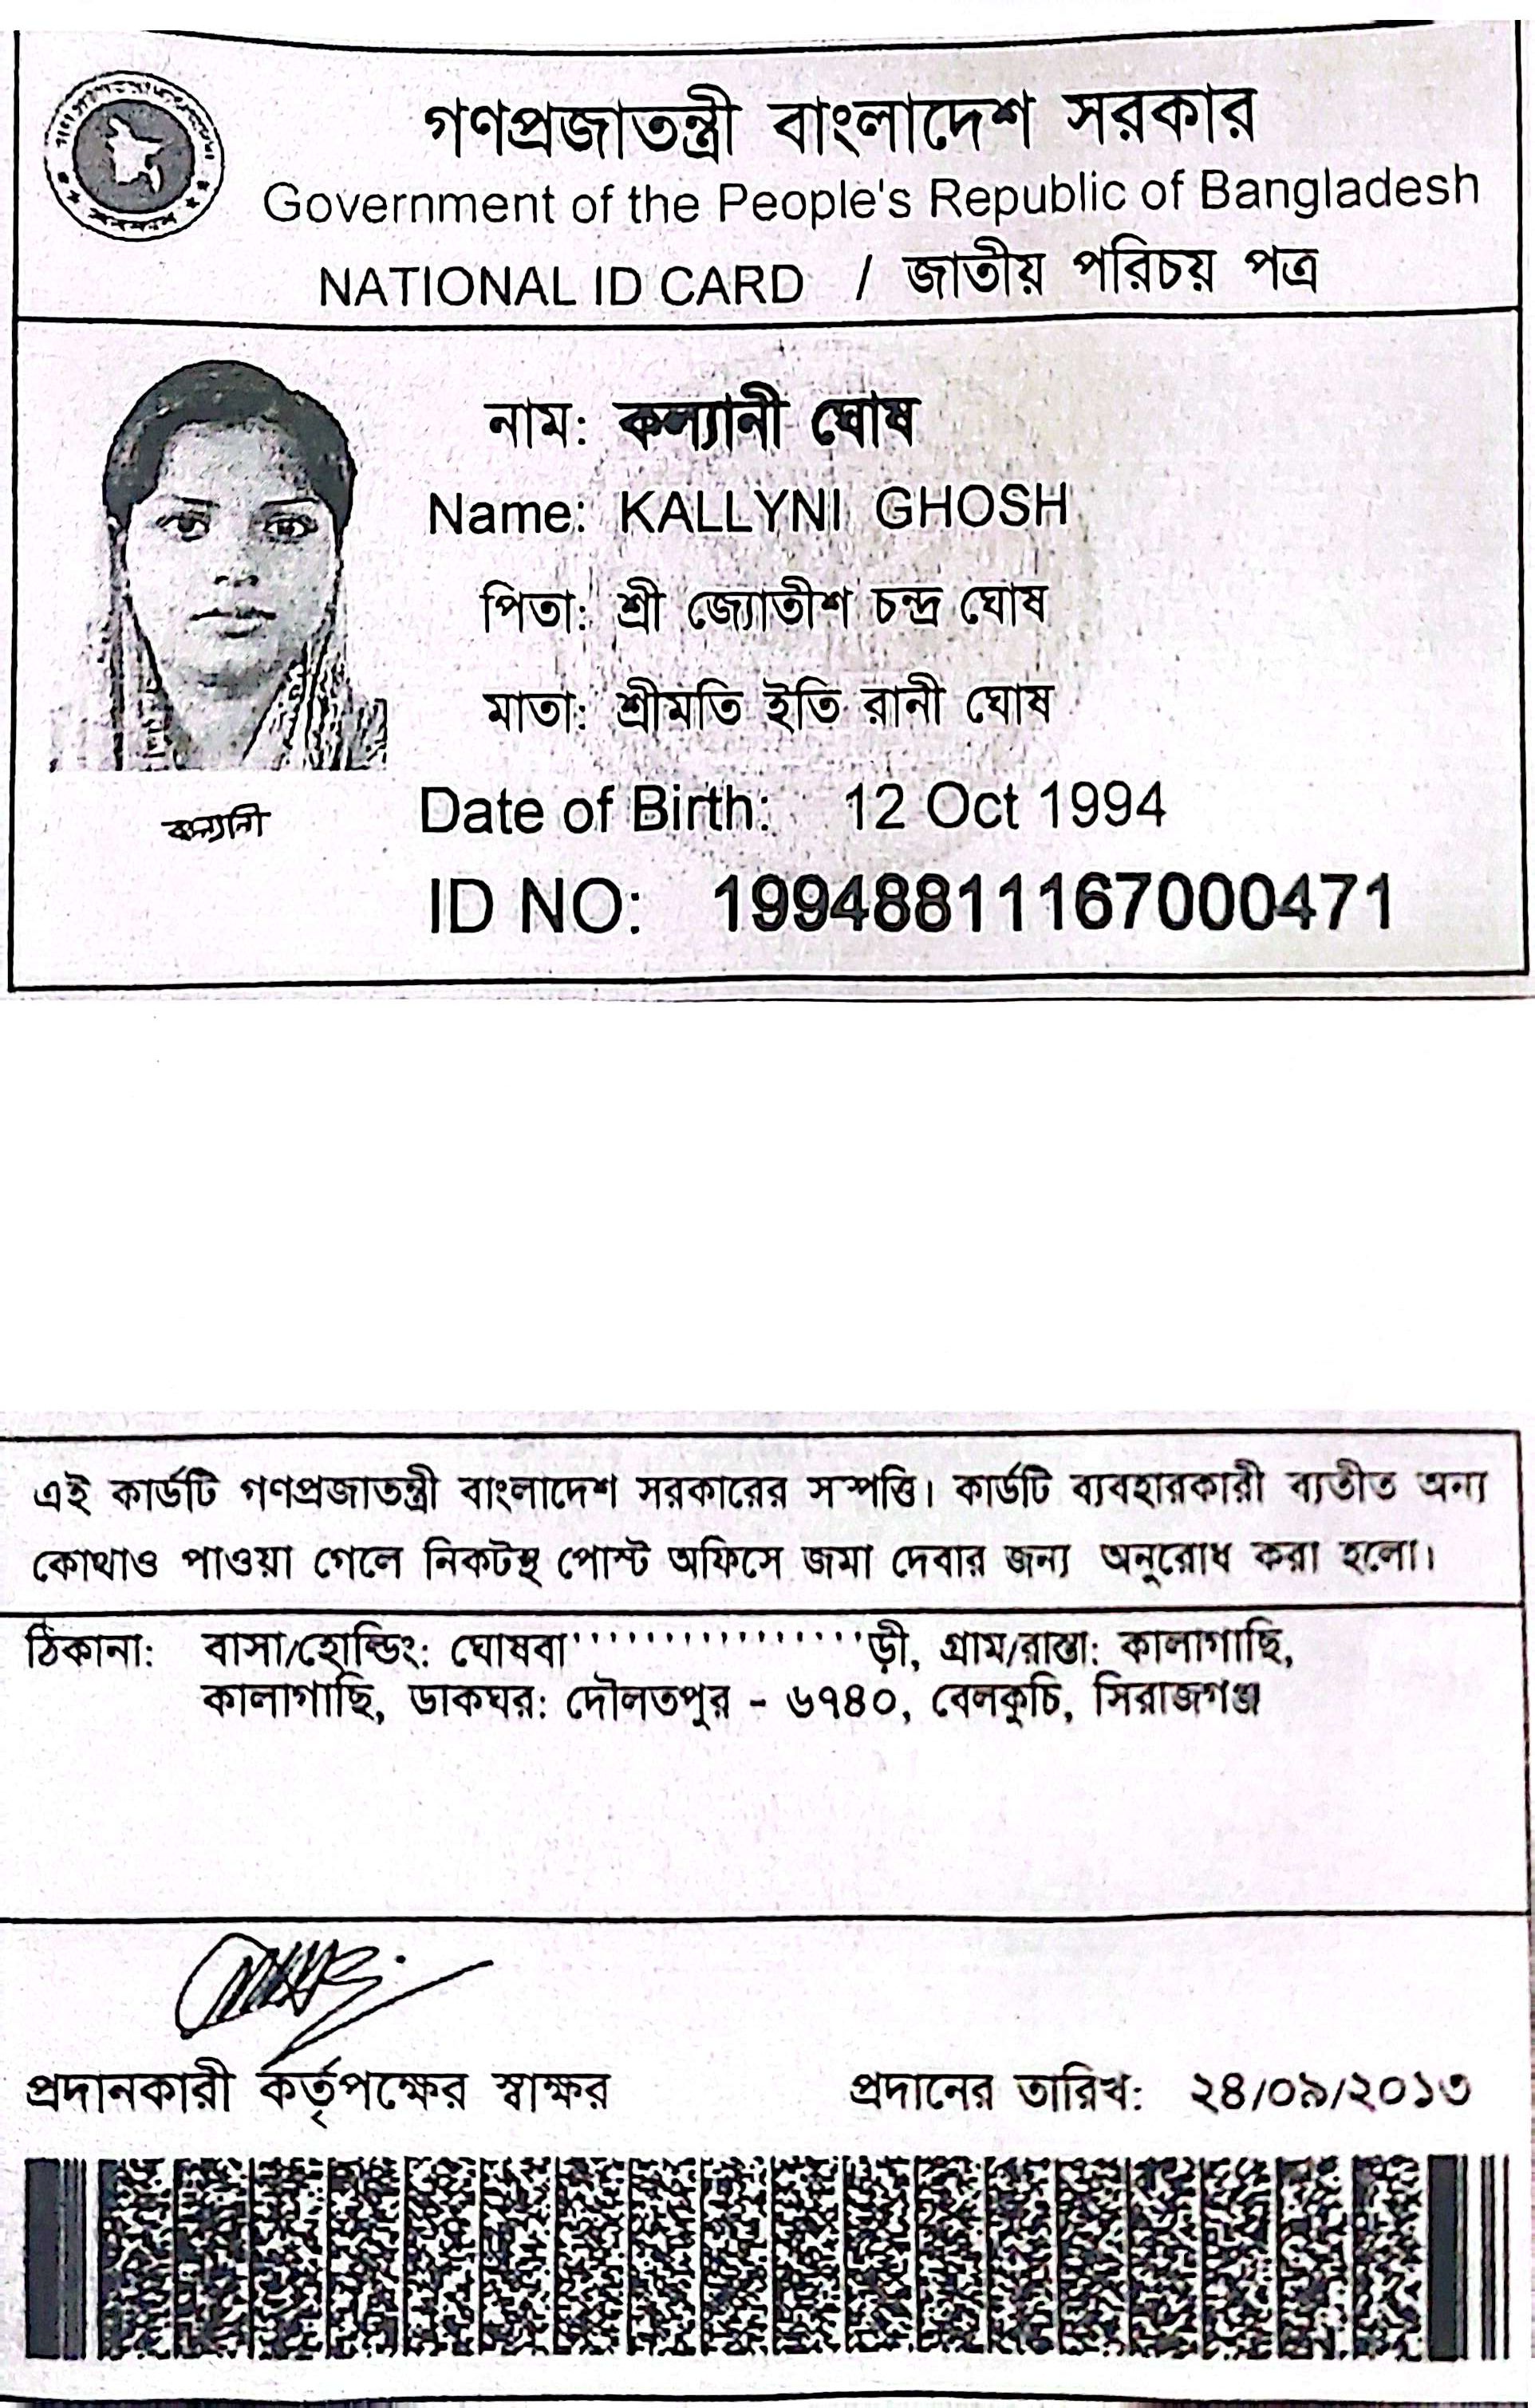 গণপ্রজাতন্ত্রী বাংলাদেশ সরকার
Government of the People's Republic of Bangladesh
NATIONAL ID CARD / জাতীয় পরিচয় পত্র
নাম: কল্যানী ঘোষ
Name: KALLYNI GHOSH
পিতা: শ্রী জ্যোতীশ চন্দ্র ঘোষ
মাতা: শ্রীমতি ইতি রানী ঘোষ
Date of Birth: 12 Oct 1994
কল্যানী
ID NO: 19948811167000471
এই কার্ডটি গণপ্রজাতন্ত্রী বাংলাদেশ সরকারের সম্পত্তি। কার্ডটি ব্যবহারকারী ব্যতীত অন্য
কোথাও পাওয়া গেলে নিকটস্থ পোস্ট অফিসে জমা দেবার জন্য অনুরোধ করা হলো।
ঠিকানা: বাসা/হোল্ডিং: ঘোষবা''''''''''''''''ড়ী, গ্রাম/রাস্তা: কালাগাছি,
কালাগাছি, ডাকঘর: দৌলতপুর - ৬৭৪০, বেলকুচি, সিরাজগঞ্জ
প্রদানকারী কর্তৃপক্ষের স্বাক্ষর প্রদানের তারিখ: ২৪/০৯/২০১৩